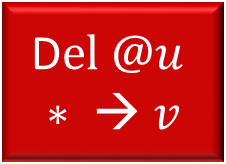 Del @u
* → v